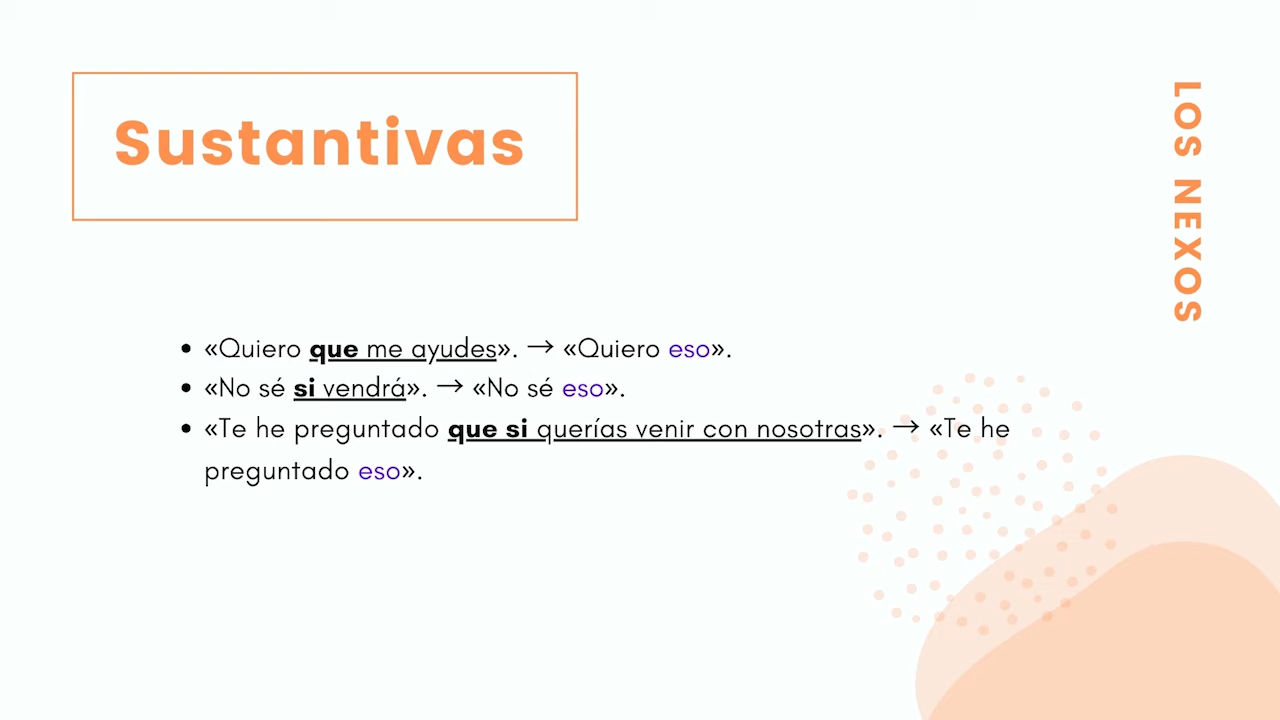 Sustantivas
LOS NEXOS
• «Quiero que me ayudes». → «Quiero eso».
• «No sé si vendrá». → «No sé eso».
• «Te he preguntado que si querías venir con nosotras». → «Te he
preguntado eso».